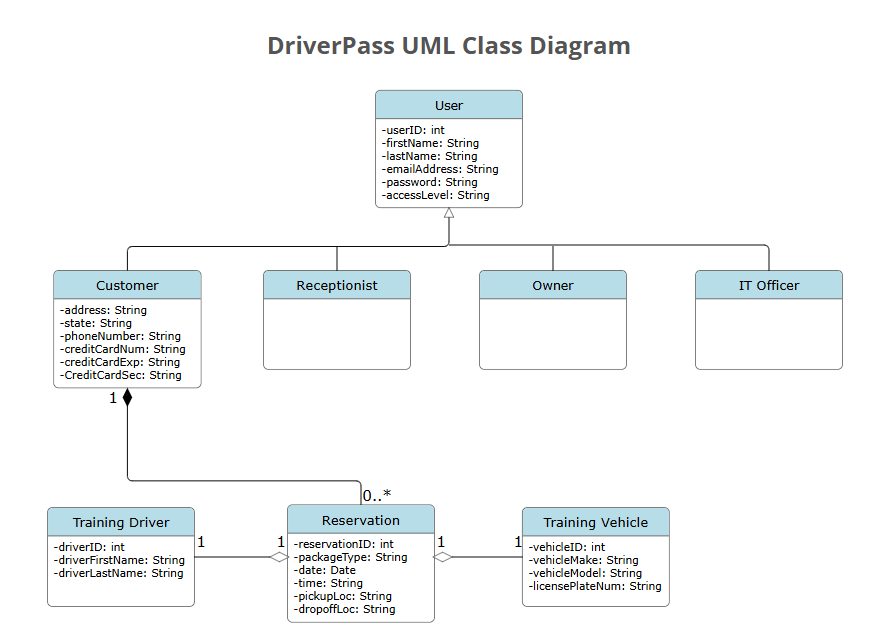 DriverPass UML Class Diagram
User
-userID: int
-firstName: String
-lastName: String
-emailAddress: String
-password: String
-accessLevel: String
Customer
-address: String
-state: String
-phoneNumber: String
-creditCardNum: String
-creditCardExp: String
-CreditCardSec: String
Receptionist
Owner
IT Officer
1
0..*
Training Driver
-driverID: int
-driverFirstName: String
-driverLastName: String
1
1
Reservation
-reservationID: int
-packageType: String
-date: Date
-time: String
-pickupLoc: String
-dropoffLoc: String
1
1
Training Vehicle
-vehicleID: int
-vehicleMake: String
-vehicleModel: String
-licensePlateNum: String